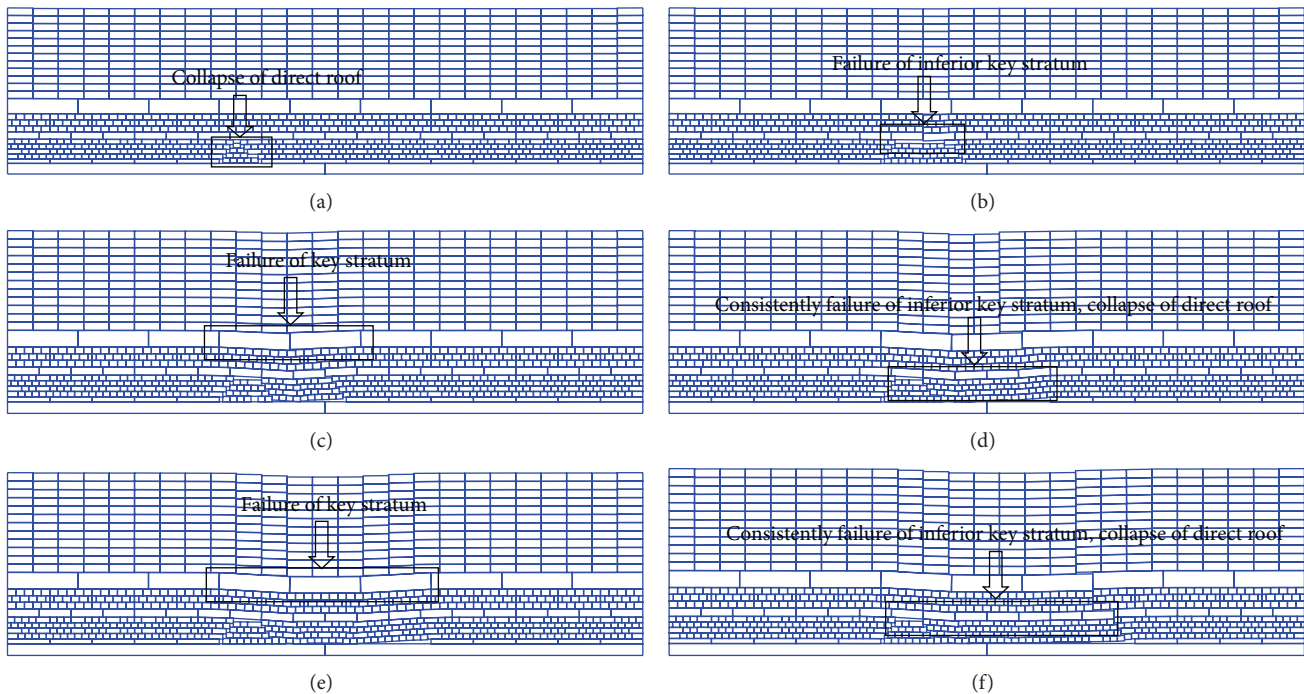 Collapse of direct roof
(a)
Failure of inferior key stratum
(b)
Failure of key stratum
(c)
Consistently failure of inferior key stratum, collapse of direct roof
(d)
Failure of key stratum
(e)
Consistently failure of inferior key stratum, collapse of direct roof
(f)